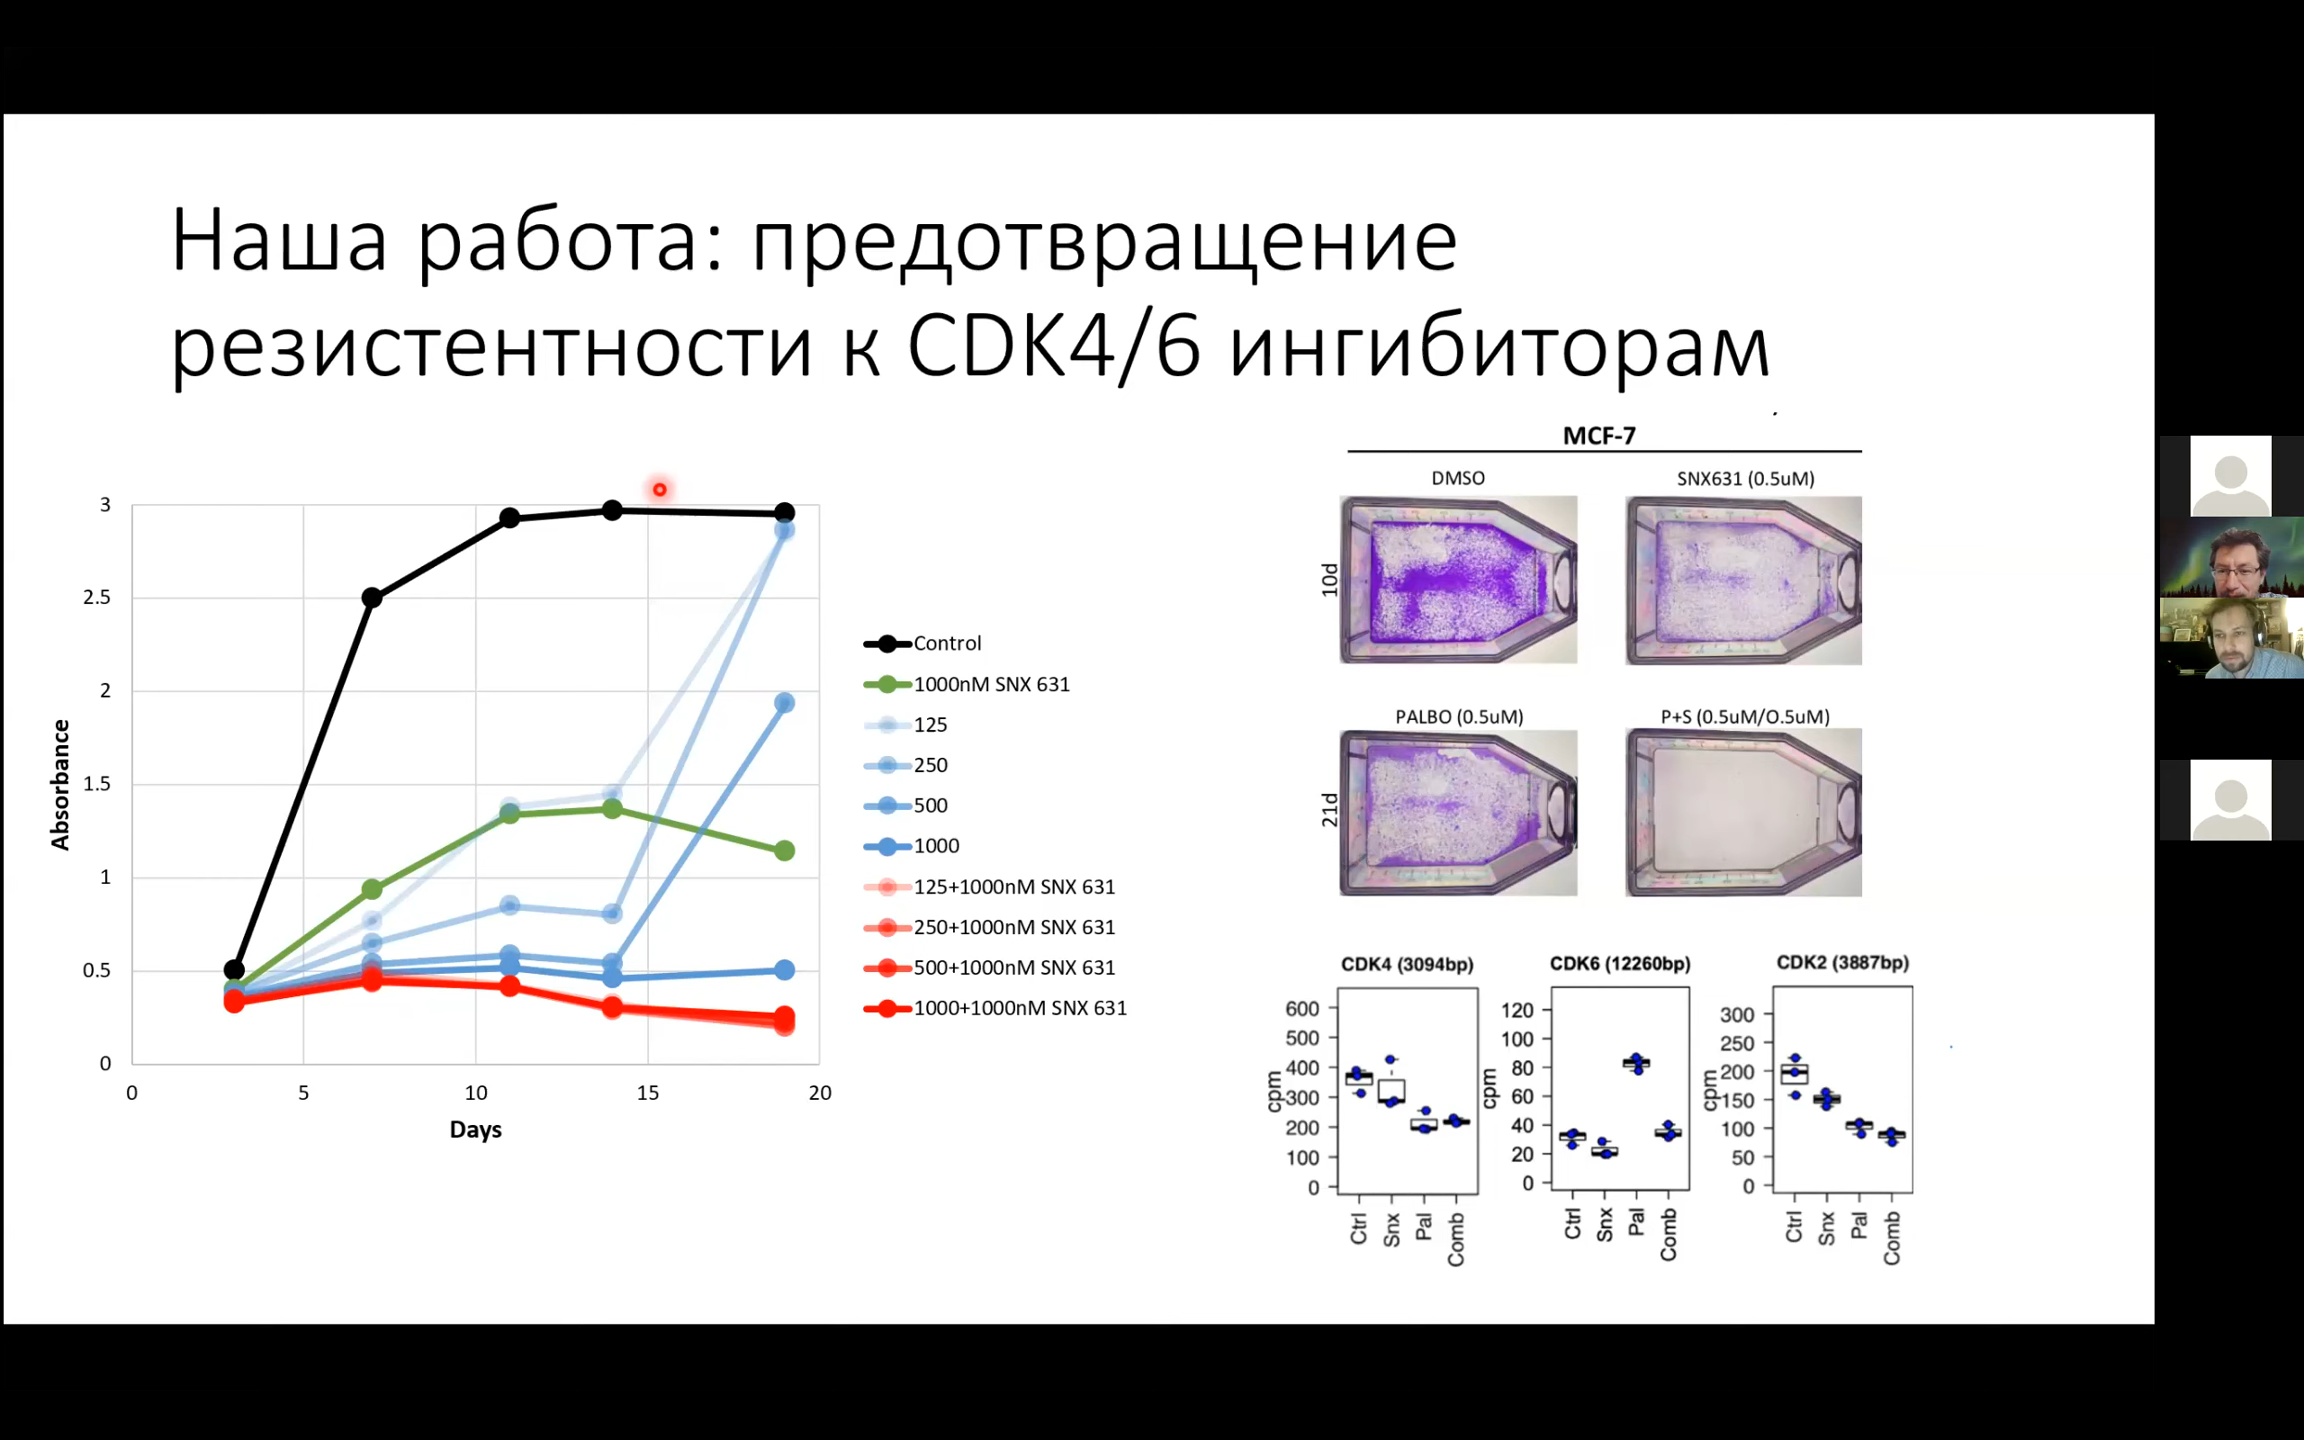 Наша работа: предотвращение
резистентности к CDK4/6 ингибиторам
3
2.5
2
1.5
1
0.5
0
Absorbance
0
5
10
15
20
Days
Control
1000nM SNX 631
125
250
500
1000
125+1000nM SNX 631
250+1000nM SNX 631
500+1000nM SNX 631
1000+1000nM SNX 631
MCF-7
DMSO
SNX631 (0.5uM)
10d
PALBO (0.5uM)
P+S (0.5uM/O.5uM)
21d
CDK4 (3094bp)
600
500
400
300
200
100
0
cpm
Ctrl
Snx
Pal
Comb
CDK6 (12260bp)
120
100
80
60
40
20
0
cpm
Ctrl
Snx
Pal
Comb
CDK2 (3887bp)
300
250
200
150
100
50
0
cpm
Ctrl
Snx
Pal
Comb